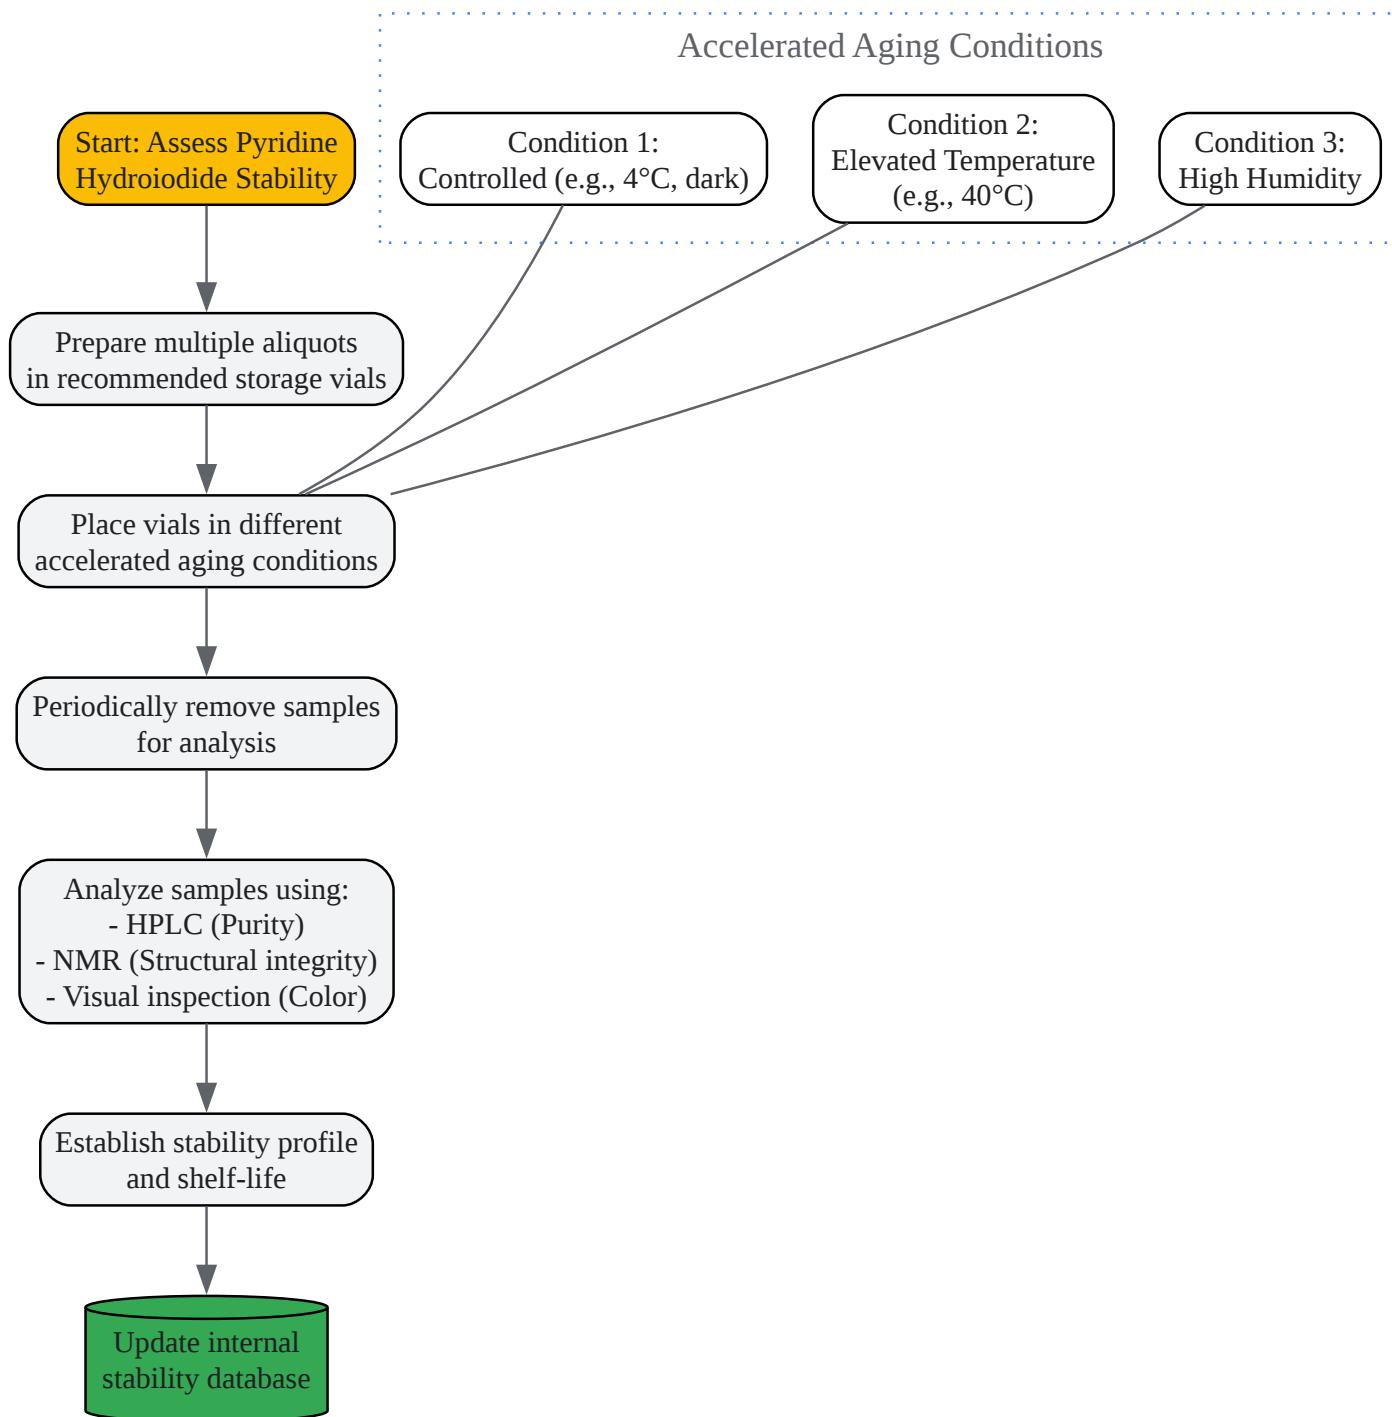 Accelerated Aging Conditions
Start: Assess Pyridine
Hydroiodide Stability
Condition 1:
Controlled (e.g., 4°C, dark)
Condition 2:
Elevated Temperature
(e.g., 40°C)
Condition 3:
High Humidity
Prepare multiple aliquots
in recommended storage vials
Place vials in different
accelerated aging conditions
Periodically remove samples
for analysis
Analyze samples using:
- HPLC (Purity)
- NMR (Structural integrity)
- Visual inspection (Color)
Establish stability profile
and shelf-life
Update internal
stability database